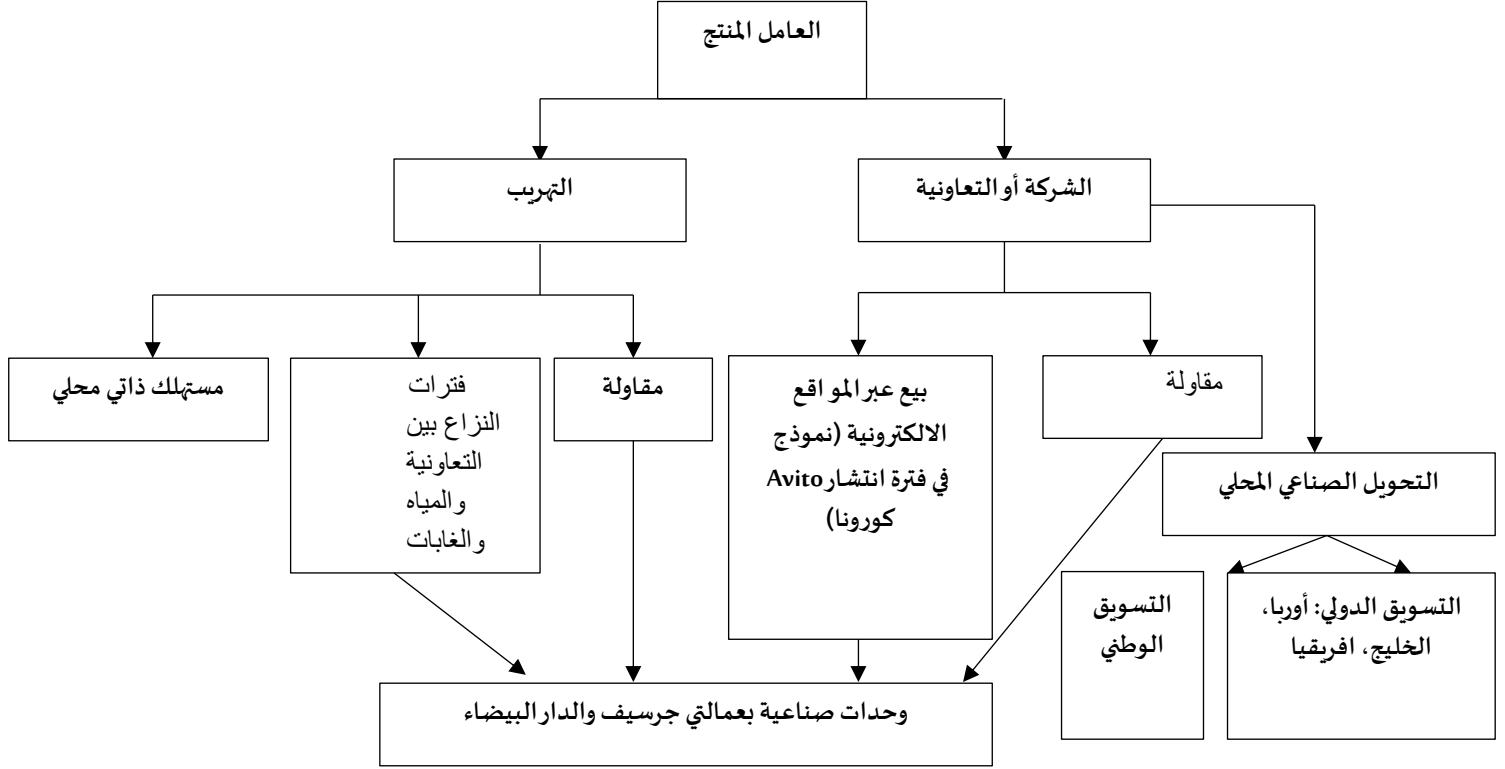 العامل المنتج
الشركة أو التعاونية
التهريب
مقاولة
بيع عبر المواقع
الالكترونية (نموذج
Avito في فترة انتشار
كورونا)
مقاولة
فترات
النزاع بين
التعاونية
والمياه
والغابات
مستهلك ذاتي محلي
التحويل الصناعي المحلي
التسويق الدولي: أوربا،
الخليج، افريقيا
التسويق
الوطني
وحدات صناعية بعمالتي جرسيف والدار البيضاء